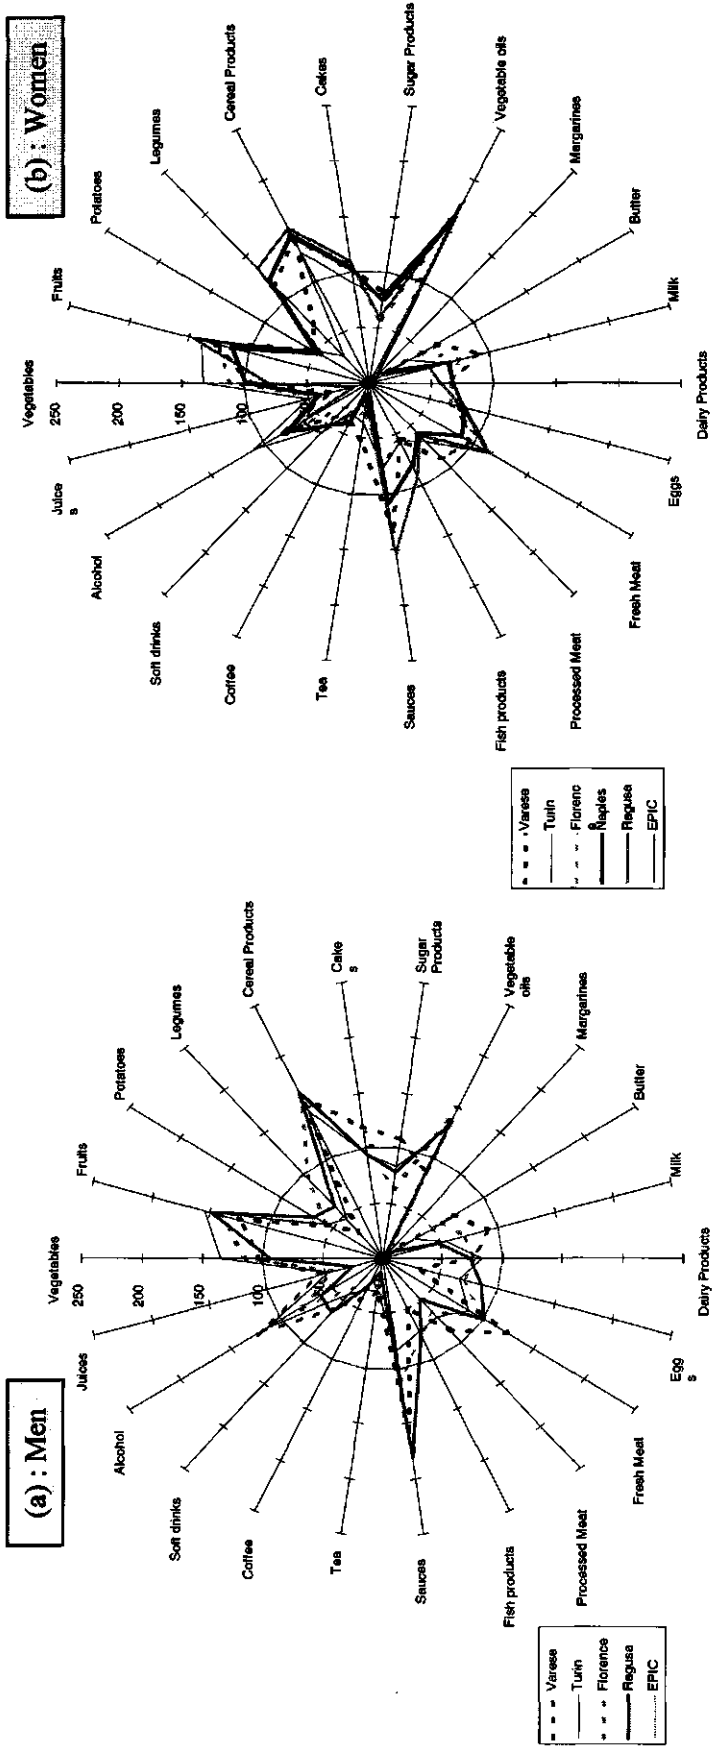 (a) : Men
Vegetables
Fruits
Potatoes
Legumes
Cereal Products
Cake
s
Sugar
Products
Vegetable
oils
Margarines
Butter
Milk
Dairy Products
Egg
s
Fresh Meat
Processed Meat
Fish products
Sauces
Tea
Coffee
Soft drinks
Alcohol
Juices
250
200
150
100
Varese
Turin
Florence
Ragusa
EPIC
(b) : Women
Vegetables
Fruits
Potatoes
Legumes
Cereal Products
Cakes
Sugar Products
Vegetable oils
Margarines
Butter
Milk
Dairy Products
Eggs
Fresh Meat
Processed Meat
Fish products
Sauces
Tea
Coffee
Soft drinks
Alcohol
Juice
s
250
200
150
100
Varese
Turin
Florenc
e
Naples
Ragusa
EPIC